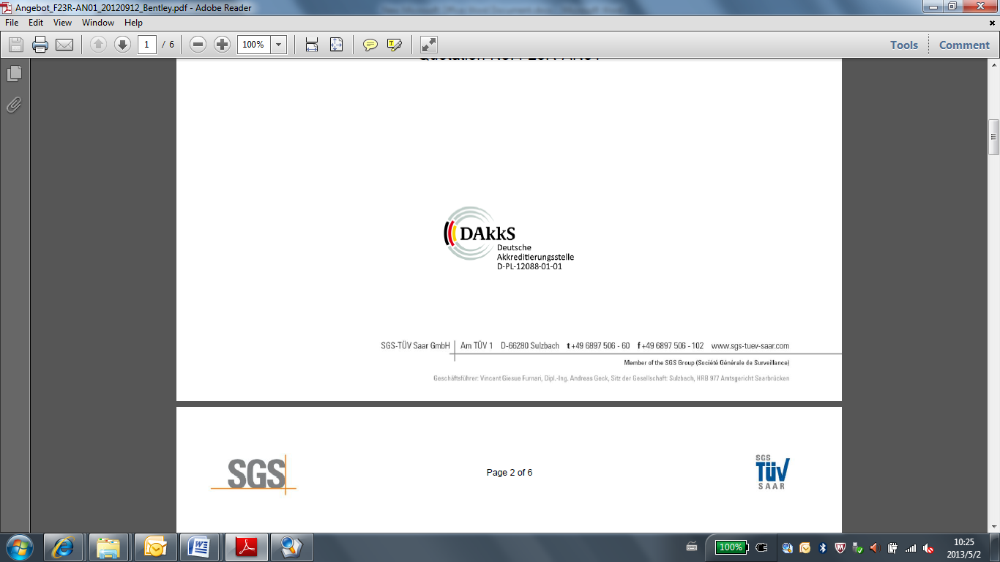 Angebot_F23R-AN01_20120912_Bentley.pdf - Adobe Reader
File Edit View Window Help
1 / 6 100% Tools Comment
DAkkS
Deutsche
Akkreditierungsstelle
D-PL-12088-01-01
SGS-TÜV Saar GmbH Am TÜV 1 D-66280 Sulzbach t +49 6897 506 - 60 f +49 6897 506 - 102 www.sgs-tuev-saar.com
Member of the SGS Group (Société Générale de Surveillance)
Geschäftsführer: Vincent Giesue Furnari, Dipl.-Ing. Andreas Gock, Sitz der Gesellschaft: Sulzbach, HRB 977 Amtsgericht Saarbrücken
SGS
Page 2 of 6
SGS
TÜV
SAAR
100%
10:25
2013/5/2